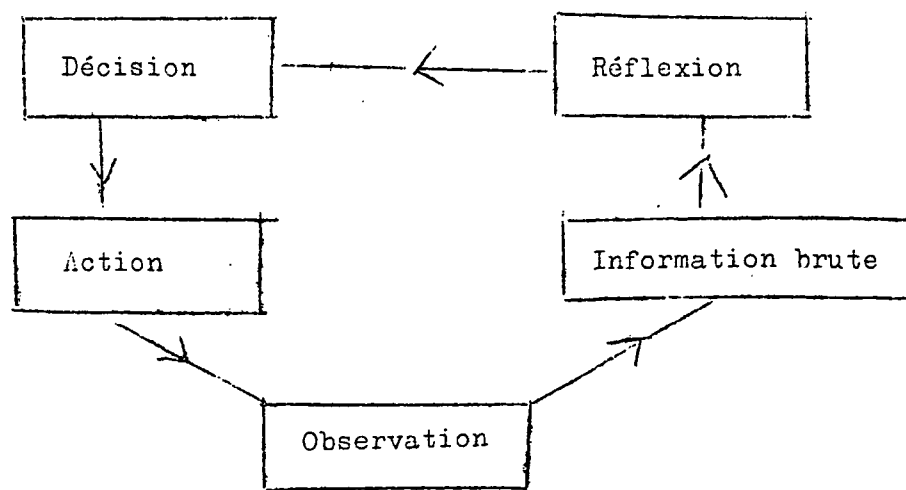 Décision
Réflexion
Action
Information brute
Observation